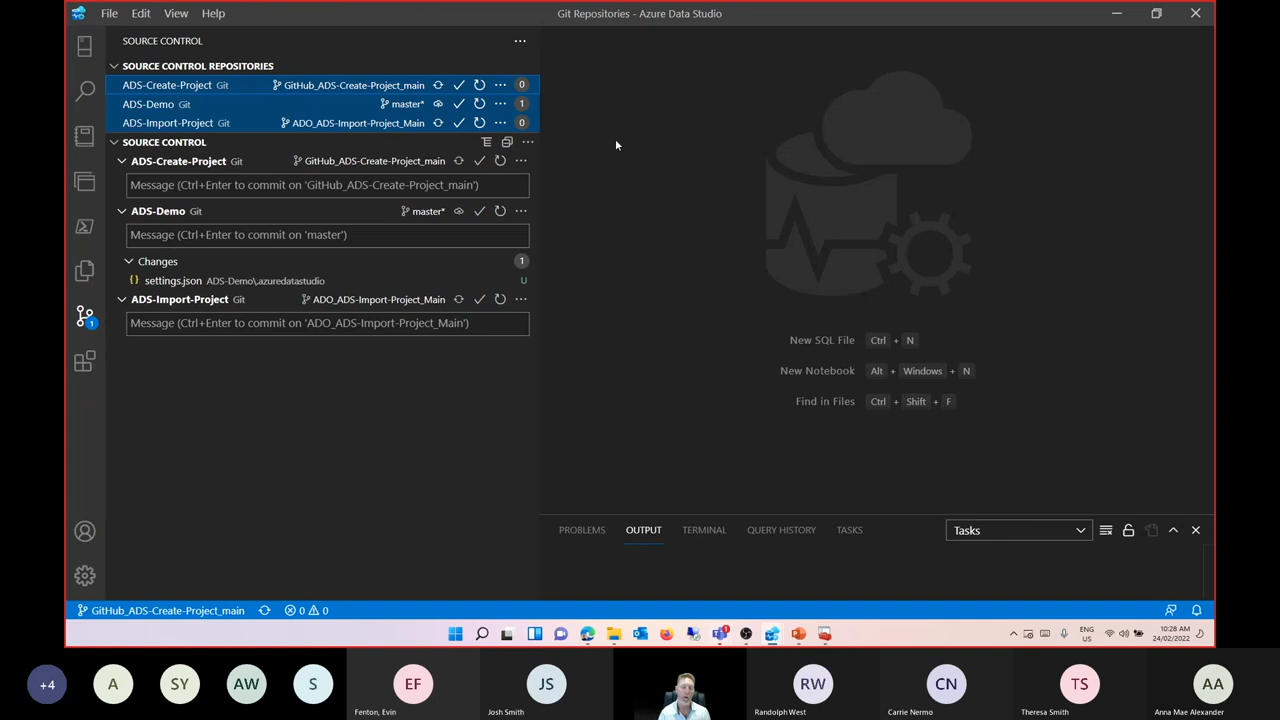 File Edit View Help
Git Repositories - Azure Data Studio
SOURCE CONTROL
SOURCE CONTROL REPOSITORIES
ADS-Create-Project Git GitHub_ADS-Create-Project_main 0
ADS-Demo Git master* 1
ADS-Import-Project Git ADO_ADS-Import-Project_Main 0
SOURCE CONTROL
ADS-Create-Project Git GitHub_ADS-Create-Project_main
Message (Ctrl+Enter to commit on 'GitHub_ADS-Create-Project_main')
ADS-Demo Git master*
Message (Ctrl+Enter to commit on 'master')
Changes 1
{} settings.json ADS-Demo\.azuredatastudio U
ADS-Import-Project Git ADO_ADS-Import-Project_Main
Message (Ctrl+Enter to commit on 'ADO_ADS-Import-Project_Main')
1
New SQL File Ctrl + N
New Notebook Alt + Windows + N
Find in Files Ctrl + Shift + F
PROBLEMS OUTPUT TERMINAL QUERY HISTORY TASKS
Tasks
GitHub_ADS-Create-Project_main 0 0
1
ENG
US
10:28 AM
24/02/2022
+4 A SY AW S EF JS RW CN TS AA
Fenton, Evin Josh Smith Randolph West Carrie Nermo Theresa Smith Anna Mae Alexander